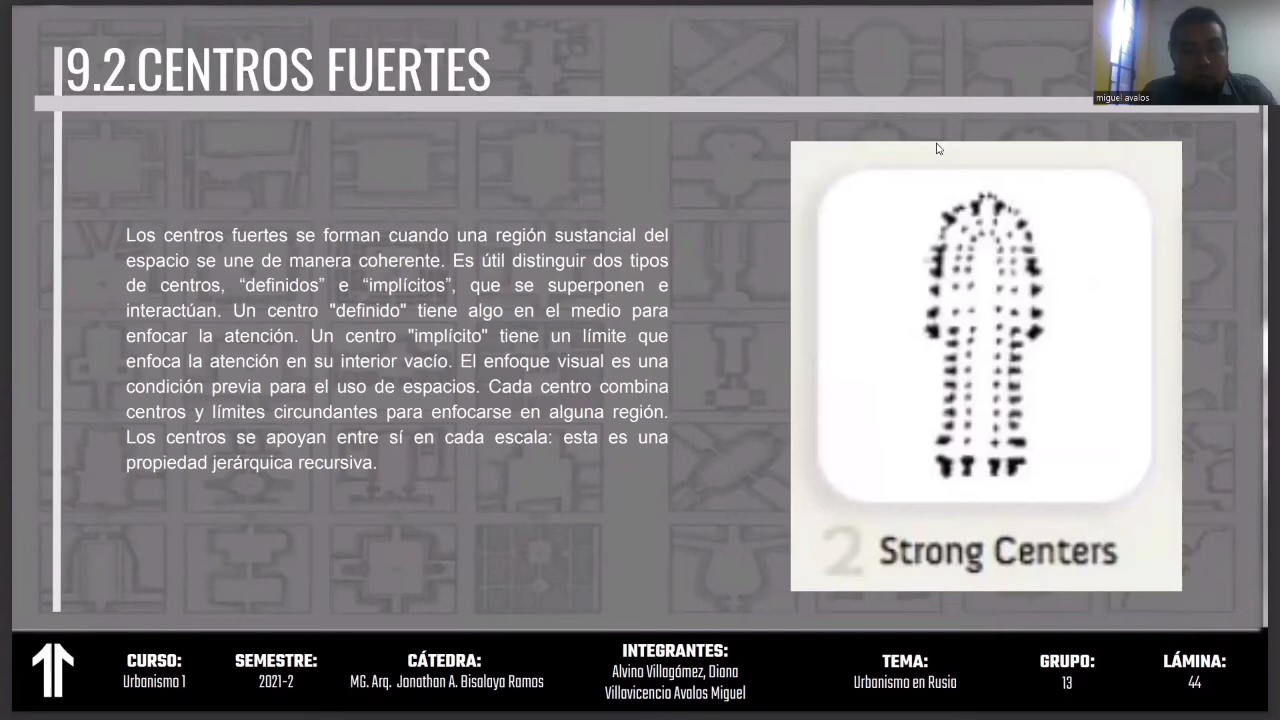 9.2.CENTROS FUERTES
miguel avalos
Los centros fuertes se forman cuando una región sustancial del
espacio se une de manera coherente. Es útil distinguir dos tipos
de centros, “definidos” e “implícitos”, que se superponen e
interactúan. Un centro "definido" tiene algo en el medio para
enfocar la atención. Un centro "implícito" tiene un límite que
enfoca la atención en su interior vacío. El enfoque visual es una
condición previa para el uso de espacios. Cada centro combina
centros y límites circundantes para enfocarse en alguna región.
Los centros se apoyan entre sí en cada escala: esta es una
propiedad jerárquica recursiva.
2 Strong Centers
CURSO:
Urbanismo 1
SEMESTRE:
2021-2
CÁTEDRA:
MG. Arq. Jonathan A. Bisalaya Ramos
INTEGRANTES:
Alvino Villogómez, Diana
Villavicencio Avalos Miguel
TEMA:
Urbanismo en Rusia
GRUPO:
13
LÁMINA:
44